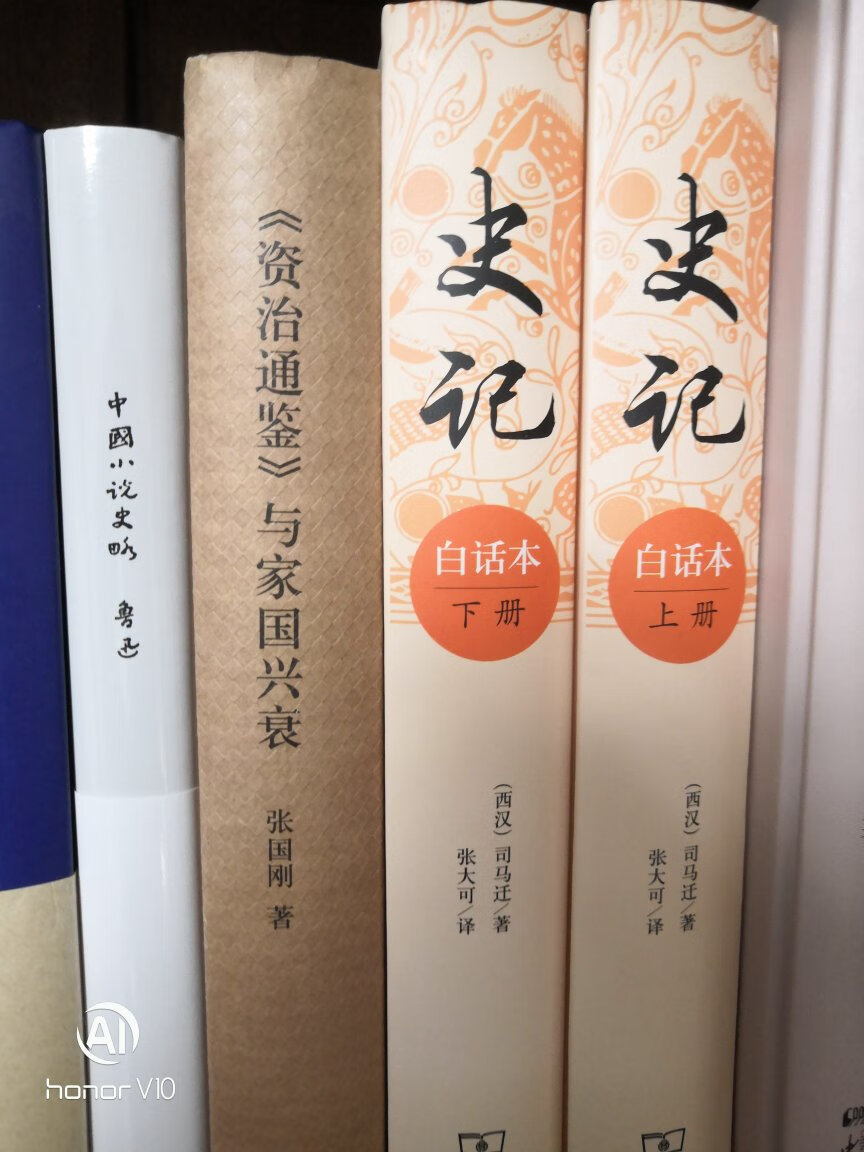 中國小说史略
鲁迅
《资治通鉴》与家国兴衰
张国刚 著
史记
白话本
下册
(西汉)司马迁/著
张大可/译
史记
白话本
上册
(西汉)司马迁/著
张大可/译
AI
honor V10